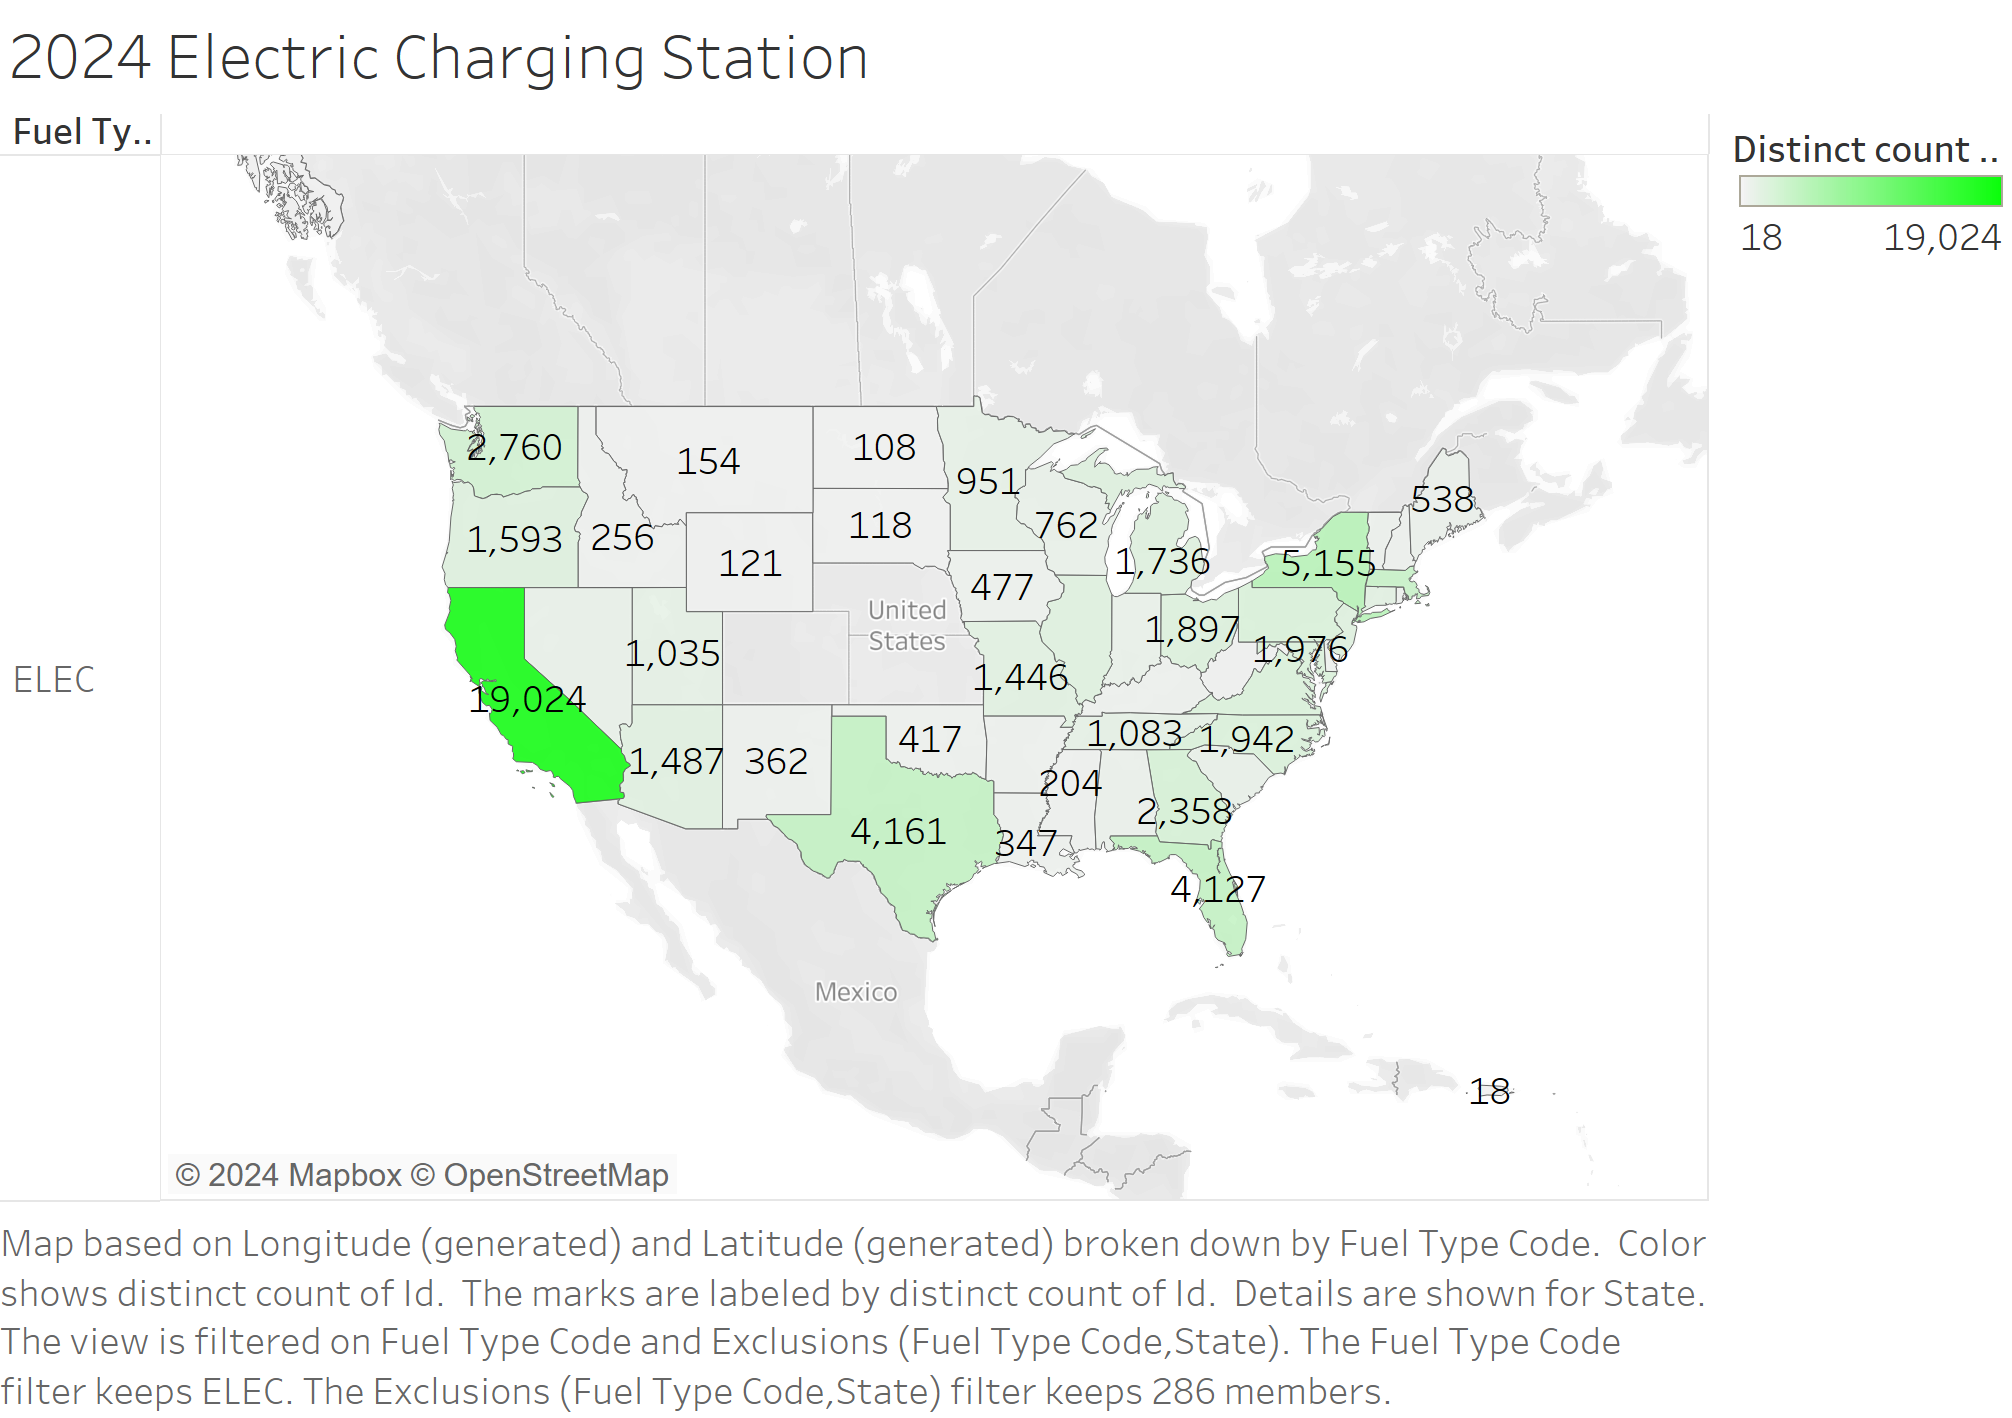 2024 Electric Charging Station
Fuel Ty..
Distinct count ..
18 19,024
2,760
154
108
951
538
1,593
256
118
762
121
1,736
5,155
477
United
States
1,897
1,035
1,976
1,446
19,024
417
1,083
1,942
1,487
362
204
2,358
4,161
347
4,127
ELEC
Mexico
18
© 2024 Mapbox © OpenStreetMap
Map based on Longitude (generated) and Latitude (generated) broken down by Fuel Type Code.  Color
shows distinct count of Id.  The marks are labeled by distinct count of Id.  Details are shown for State.
The view is filtered on Fuel Type Code and Exclusions (Fuel Type Code,State). The Fuel Type Code
filter keeps ELEC. The Exclusions (Fuel Type Code,State) filter keeps 286 members.